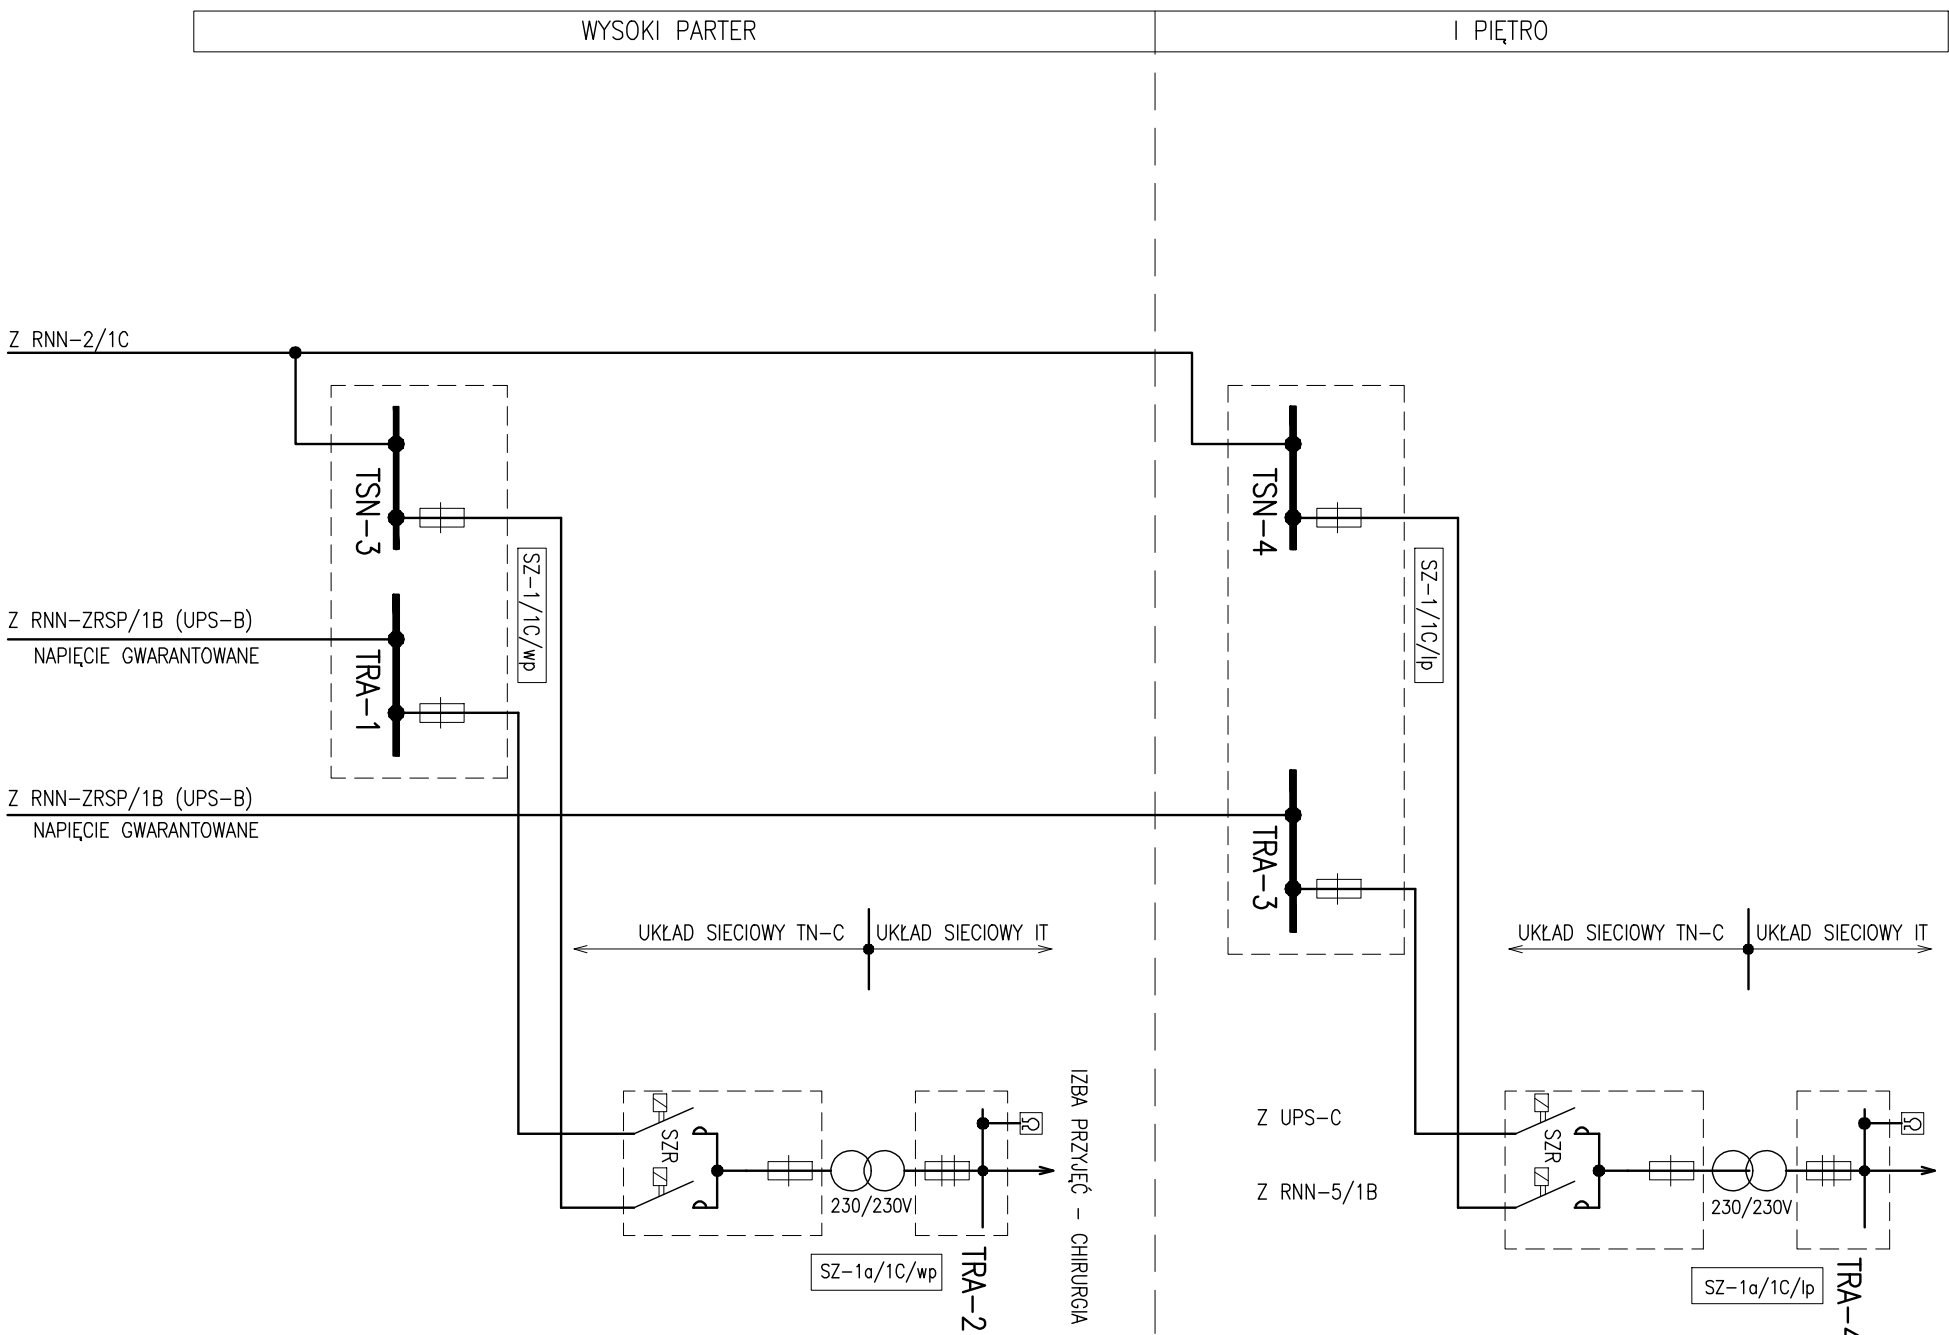 WYSOKI PARTER
I PIĘTRO
Z RNN-2/1C
TSN-3
SZ-1/1C/wp
TSN-4
SZ-1/1C/Ip
Z RNN-ZRSP/1B (UPS-B)
NAPIĘCIE GWARANTOWANE
TRA-1
Z RNN-ZRSP/1B (UPS-B)
NAPIĘCIE GWARANTOWANE
TRA-3
UKŁAD SIECIOWY TN-C
UKŁAD SIECIOWY IT
UKŁAD SIECIOWY TN-C
UKŁAD SIECIOWY IT
SZR
Ω
230/230V
IZBA PRZYJĘĆ - CHIRURGIA
Z UPS-C
Z RNN-5/1B
SZR
Ω
230/230V
SZ-1a/1C/wp
TRA-2
SZ-1a/1C/Ip
TRA-4